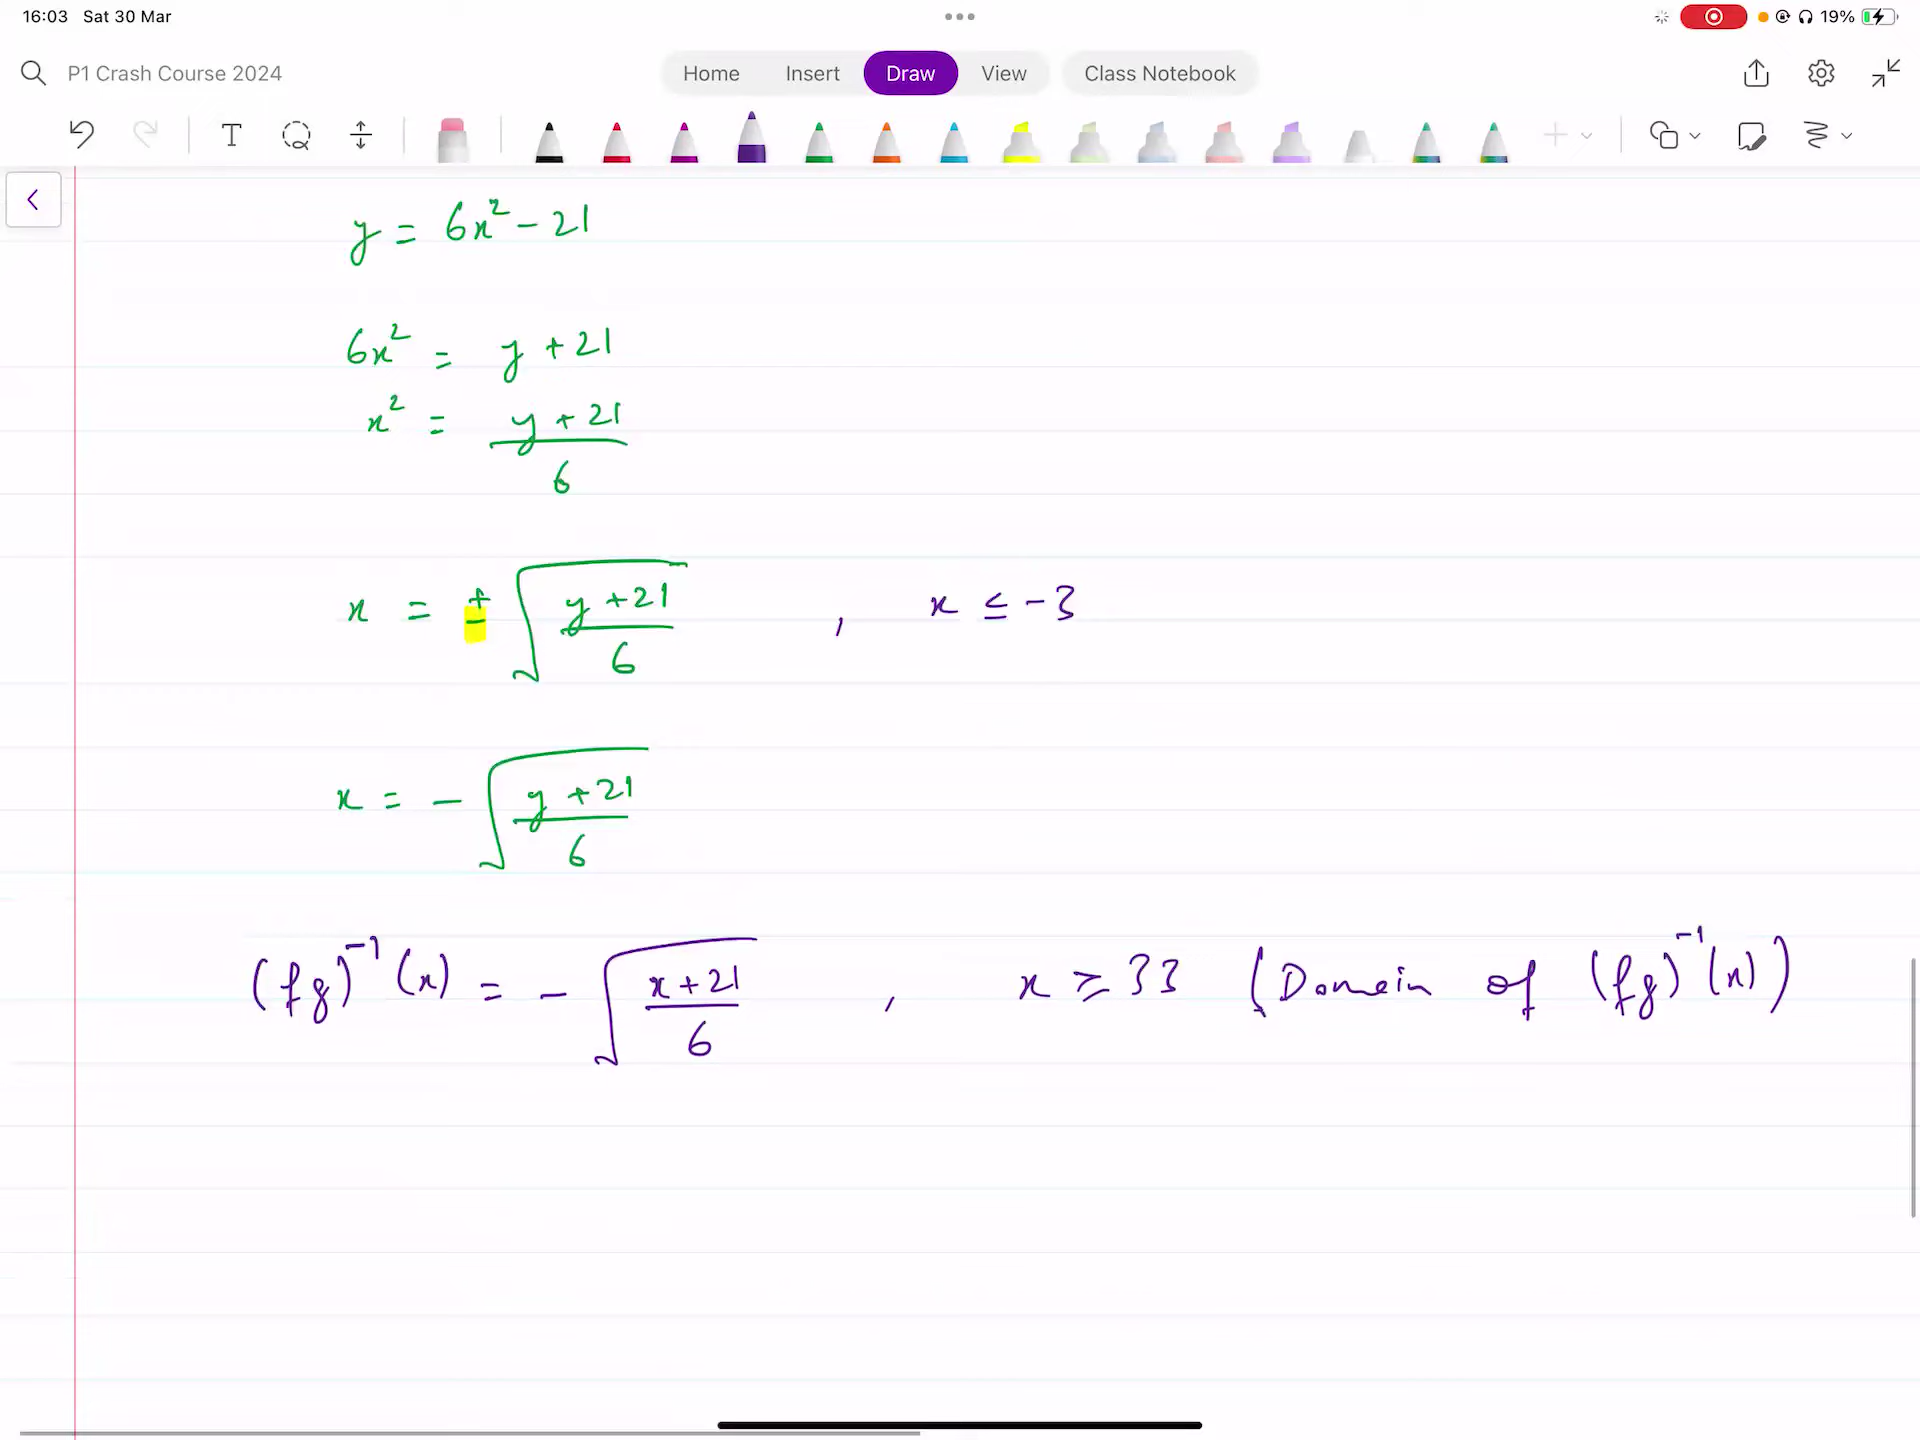 16:03 Sat 30 Mar 19%
P1 Crash Course 2024 Home Insert Draw View Class Notebook
T
y = 6x² - 21
6x² = y + 21
x² = (y + 21)/6
x = ± √((y + 21)/6) , x ≤ -3
x = - √((y + 21)/6)
(fg)⁻¹(x) = - √((x + 21)/6) , x ≥ 33 (Domain of (fg)⁻¹(x))